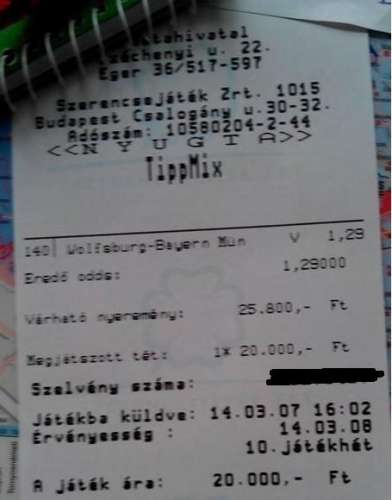 tahivatal
échenyi u. 22.
Eger 36/517-597
Szerencsejáték Zrt. 1015
Budapest Csalogány u.30-32.
Adószám: 10580204-2-44
<<N Y U G T A>>
TippMix
140| Wolfsburg-Bayern Mün V 1,29
Eredő odds: 1,29000
Várható nyeremény: 25.800,- Ft
Megjátszott tét: 1* 20.000,- Ft
Szelvény száma:
Játékba küldve: 14.03.07 16:02
Érvényesség : 14.03.08
10.játékhét
A játék ára: 20.000,- Ft